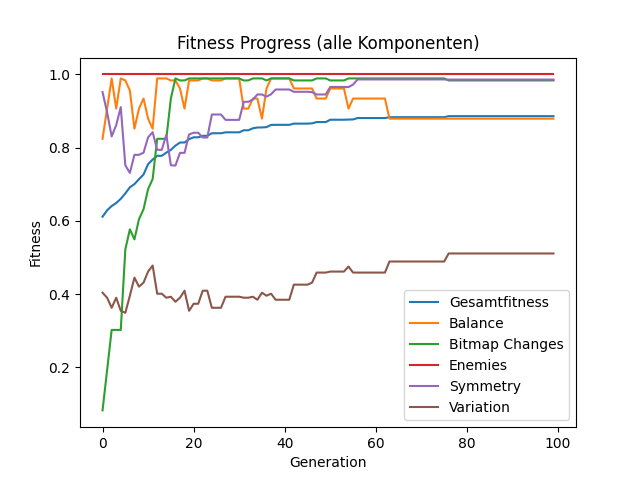 Fitness Progress (alle Komponenten)
1.0
0.8
0.6
0.4
0.2
Fitness
0 20 40 60 80 100
Generation
Gesamtfitness
Balance
Bitmap Changes
Enemies
Symmetry
Variation